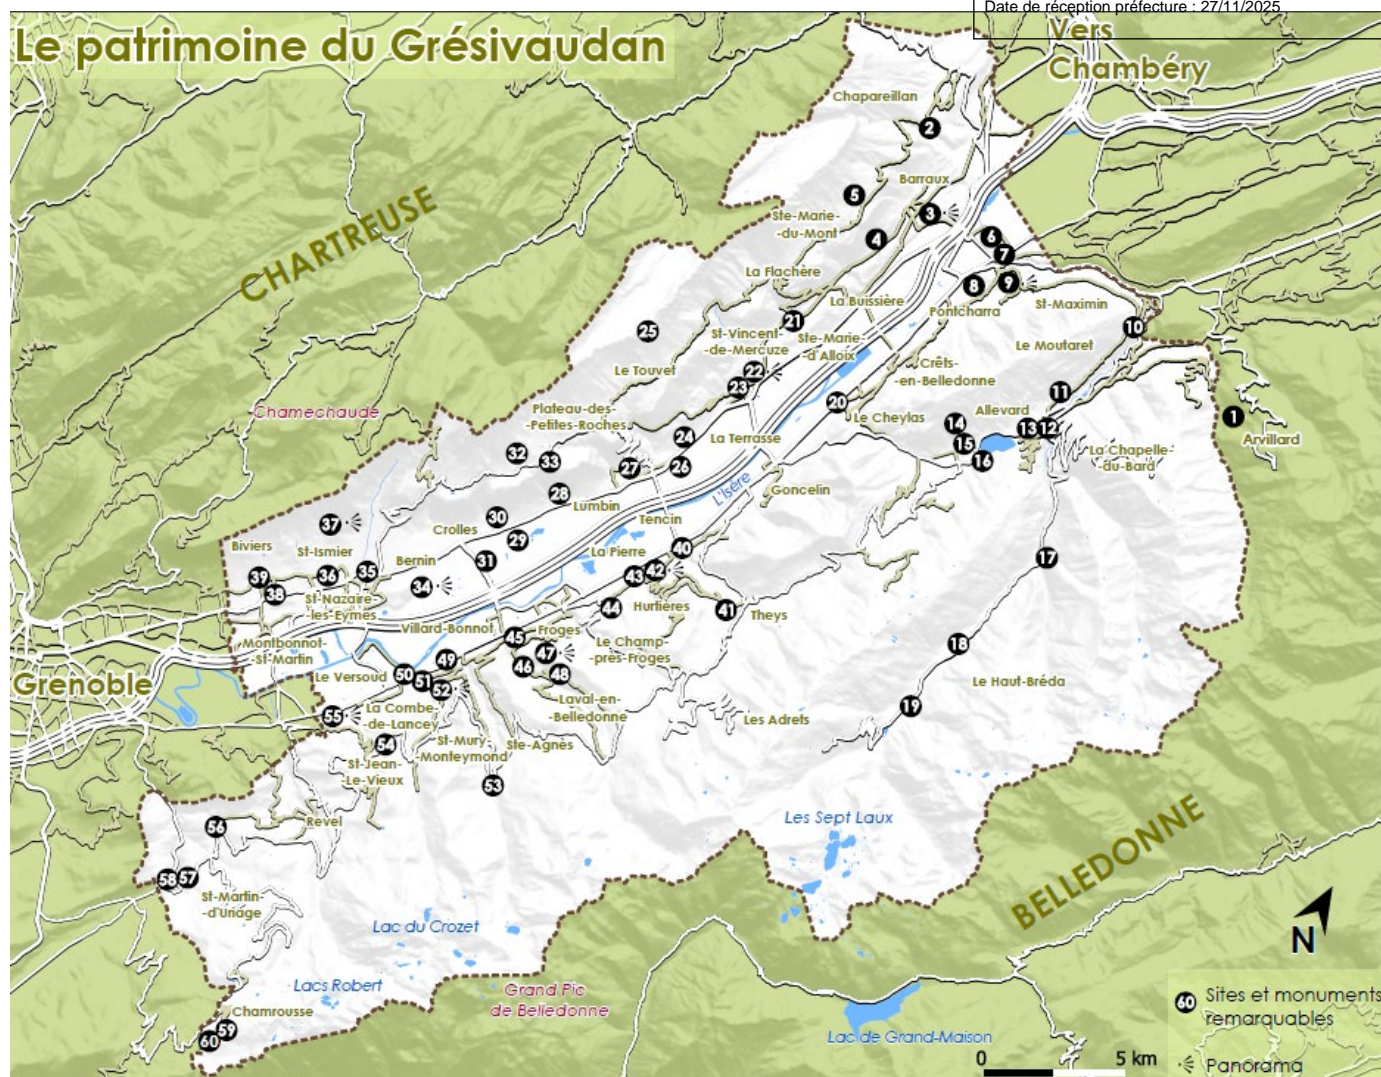 Date de réception préfecture : 27/11/2025
Le patrimoine du Grésivaudan
Vers
Chambéry
Chapareillan
2
Barraux
5
3
Ste-Marie-
-du-Mont
4
6
7
La Flachère
8
9
St-Maximin
La Buissière
Pontcharra
CHARTREUSE
25
21
St-Vincent-
-de-Mercuze
Ste-Marie-
-d'Alloix
10
Le Moutaret
Le Touvet
22
23
Crêts-
-en-Belledonne
11
20
Le Cheylas
Allevard
1
Arvillard
Chamechaude
Plateau-des-
-Petites-Roches
14
13
12
15
16
La Chapelle-
-du-Bard
24
La Terrasse
32
33
27
26
28
Lumbin
L'Isère
Goncelin
37
30
Crolles
29
Tencin
Biviers
St-Ismier
Bernin
31
La Pierre
40
17
39
36
35
38
34
43
42
St-Nazaire-
-les-Eymes
44
Hurtières
41
Theys
Villard-Bonnot
45
Froges
Le Champ-
-près-Froges
18
Montbonnot-
-St-Martin
47
46
48
Le Versoud
50
49
51
52
Le Haut-Bréda
Grenoble
Laval-en-
-Belledonne
19
55
La Combe-
-de-Lancey
Les Adrets
54
St-Mury-
-Monteymond
Ste-Agnès
St-Jean-
-Le-Vieux
53
56
Revel
Les Sept Laux
58
57
St-Martin-
-d'Uriage
BELLEDONNE
Lac du Crozet
N
Lacs Robert
Grand Pic
de Belledonne
Chamrousse
59
60
Lac de Grand-Maison
60
Sites et monuments
remarquables
Panorama
0
5 km